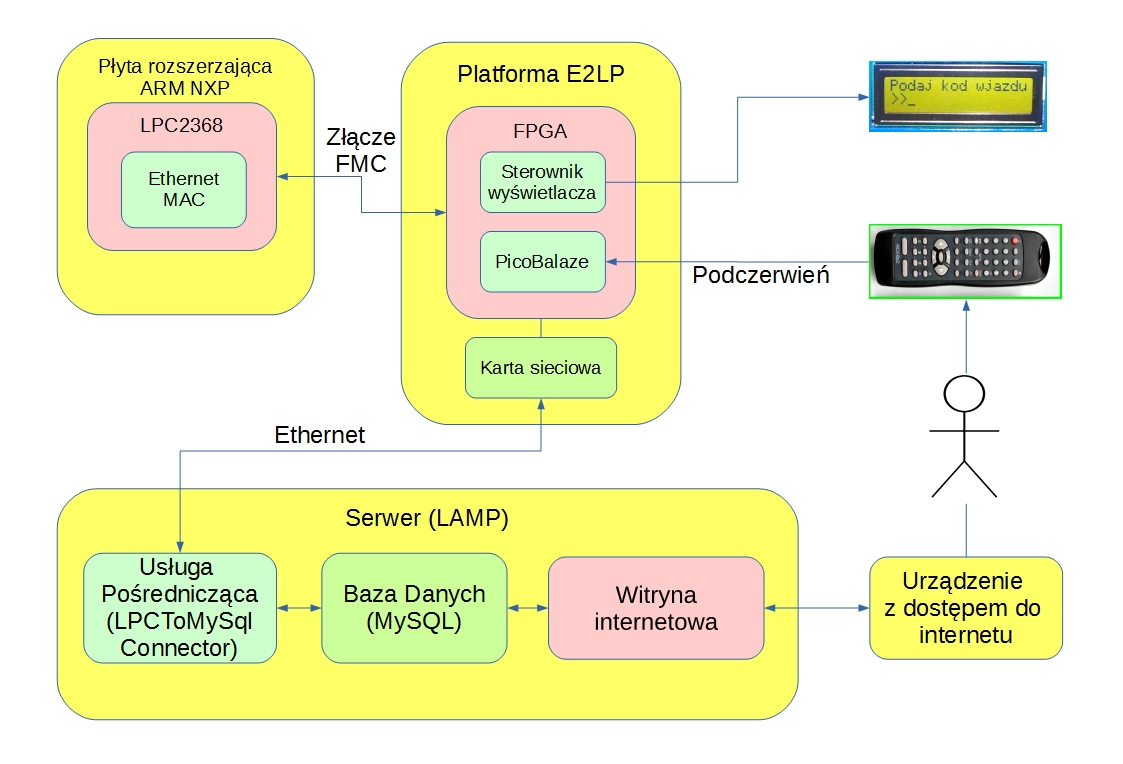 Płyta rozszerzająca
ARM NXP
LPC2368
Ethernet
MAC
Złącze
FMC
Platforma E2LP
FPGA
Sterownik
wyświetlacza
PicoBalaze
Karta sieciowa
Podaj kod wjazdu
>>_
Podczerwień
Ethernet
Serwer (LAMP)
Usługa
Pośrednicząca
(LPCToMySql
Connector)
Baza Danych
(MySQL)
Witryna
internetowa
Urządzenie
z dostępem do
internetu